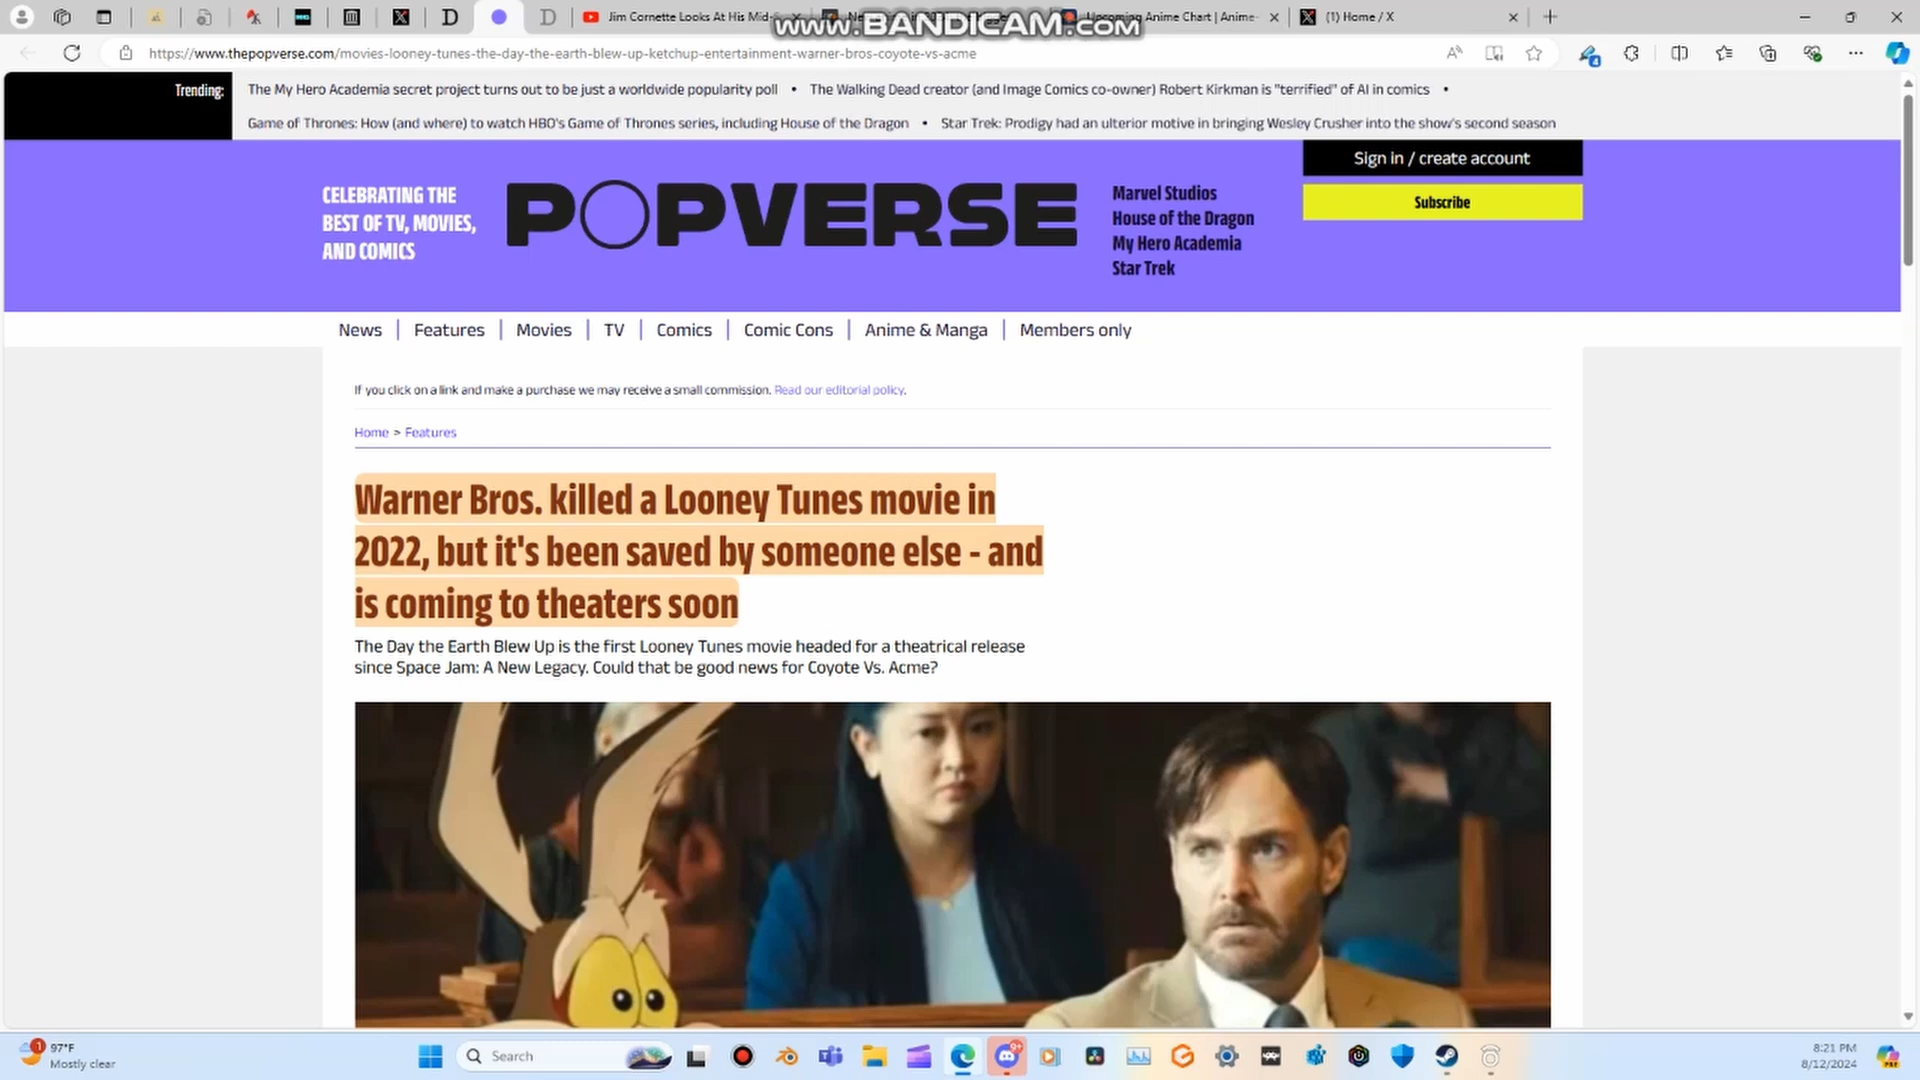 Jim Cornette Looks At His Mid-S
Upcoming Anime Chart | Anime-
(1) Home / X
www.BANDICAM.com
https://www.thepopverse.com/movies-looney-tunes-the-day-the-earth-blew-up-ketchup-entertainment-warner-bros-coyote-vs-acme
Trending:
The My Hero Academia secret project turns out to be just a worldwide popularity poll • The Walking Dead creator (and Image Comics co-owner) Robert Kirkman is "terrified" of AI in comics •
Game of Thrones: How (and where) to watch HBO's Game of Thrones series, including House of the Dragon • Star Trek: Prodigy had an ulterior motive in bringing Wesley Crusher into the show's second season
Sign in / create account
Subscribe
CELEBRATING THE
BEST OF TV, MOVIES,
AND COMICS
POPVERSE
Marvel Studios
House of the Dragon
My Hero Academia
Star Trek
News | Features | Movies | TV | Comics | Comic Cons | Anime & Manga | Members only
If you click on a link and make a purchase we may receive a small commission. Read our editorial policy.
Home > Features
Warner Bros. killed a Looney Tunes movie in
2022, but it's been saved by someone else - and
is coming to theaters soon
The Day the Earth Blew Up is the first Looney Tunes movie headed for a theatrical release
since Space Jam: A New Legacy. Could that be good news for Coyote Vs. Acme?
97°F
Mostly clear
Search
8:21 PM
8/12/2024